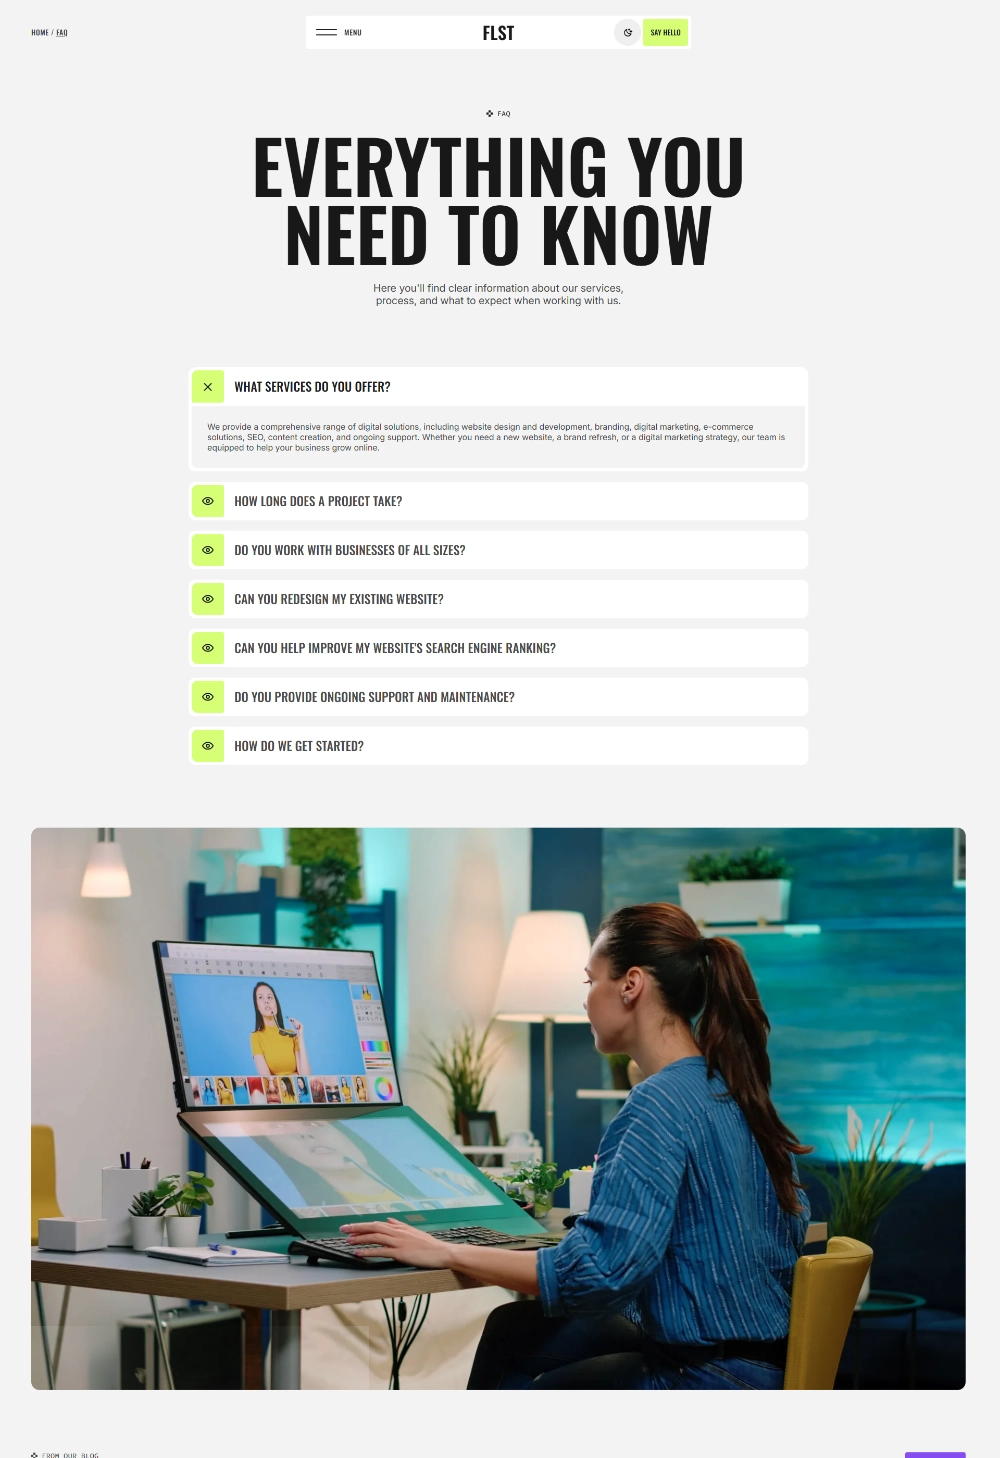 HOME / FAQ
MENU
FLST
SAY HELLO
FAQ
EVERYTHING YOU
NEED TO KNOW
Here you'll find clear information about our services,
process, and what to expect when working with us.
WHAT SERVICES DO YOU OFFER?
We provide a comprehensive range of digital solutions, including website design and development, branding, digital marketing, e-commerce
solutions, SEO, content creation, and ongoing support. Whether you need a new website, a brand refresh, or a digital marketing strategy, our team is
equipped to help your business grow online.
HOW LONG DOES A PROJECT TAKE?
DO YOU WORK WITH BUSINESSES OF ALL SIZES?
CAN YOU REDESIGN MY EXISTING WEBSITE?
CAN YOU HELP IMPROVE MY WEBSITE'S SEARCH ENGINE RANKING?
DO YOU PROVIDE ONGOING SUPPORT AND MAINTENANCE?
HOW DO WE GET STARTED?
FROM OUR BLOG